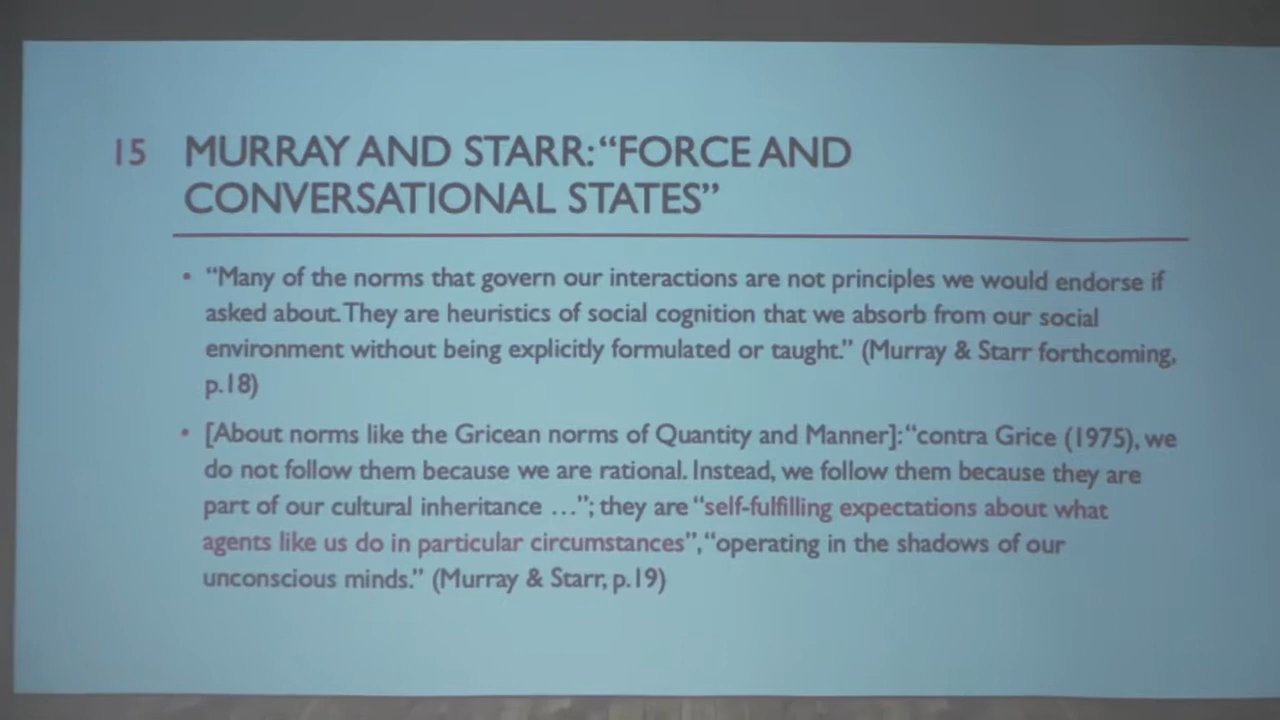 15 MURRAY AND STARR: “FORCE AND
CONVERSATIONAL STATES”
• “Many of the norms that govern our interactions are not principles we would endorse if
asked about. They are heuristics of social cognition that we absorb from our social
environment without being explicitly formulated or taught.” (Murray & Starr forthcoming,
p.18)
• [About norms like the Gricean norms of Quantity and Manner]: “contra Grice (1975), we
do not follow them because we are rational. Instead, we follow them because they are
part of our cultural inheritance …”; they are “self-fulfilling expectations about what
agents like us do in particular circumstances”, “operating in the shadows of our
unconscious minds.” (Murray & Starr, p.19)